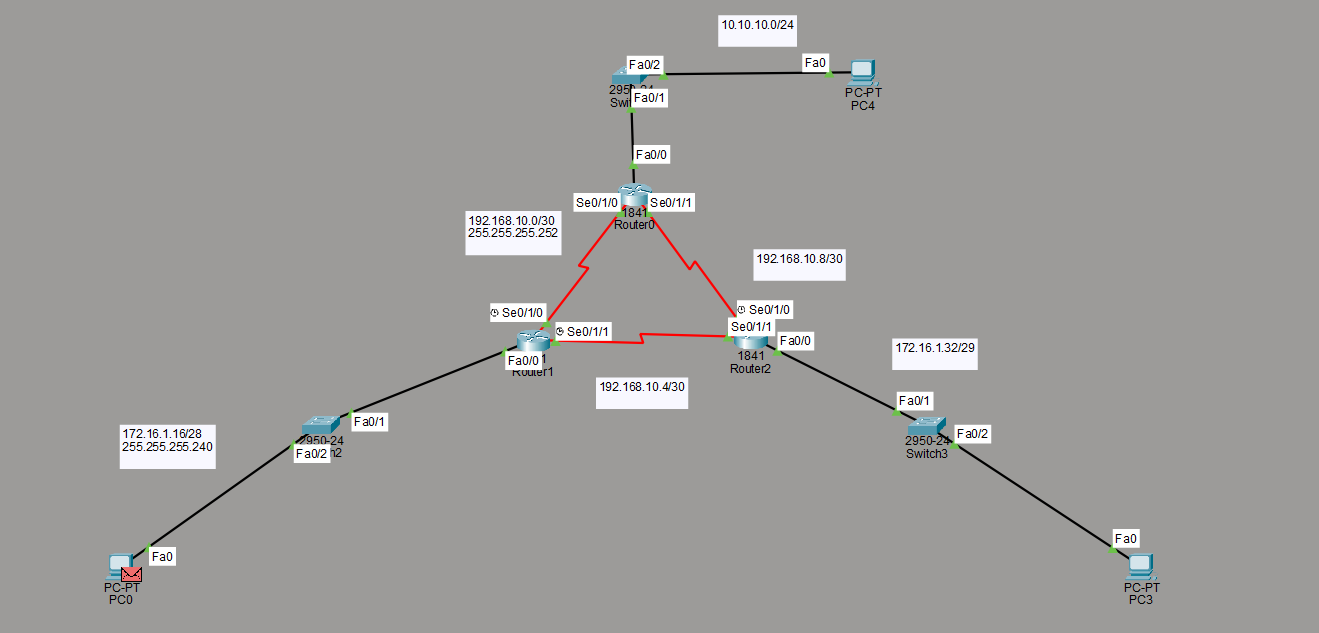 10.10.10.0/24
Fa0/2
Fa0
PC-PT
PC4
Fa0/1
Fa0/0
Se0/1/0
Se0/1/1
1841
Router0
192.168.10.0/30
255.255.255.252
192.168.10.8/30
Se0/1/0
Se0/1/0
Se0/1/1
Se0/1/1
Fa0/0
Fa0/0
Router1
1841
Router2
172.16.1.32/29
192.168.10.4/30
Fa0/1
Fa0/1
172.16.1.16/28
255.255.255.240
2950-24
Fa0/2
Fa0/2
2950-24
Switch3
Fa0
Fa0
PC-PT
PC0
PC-PT
PC3